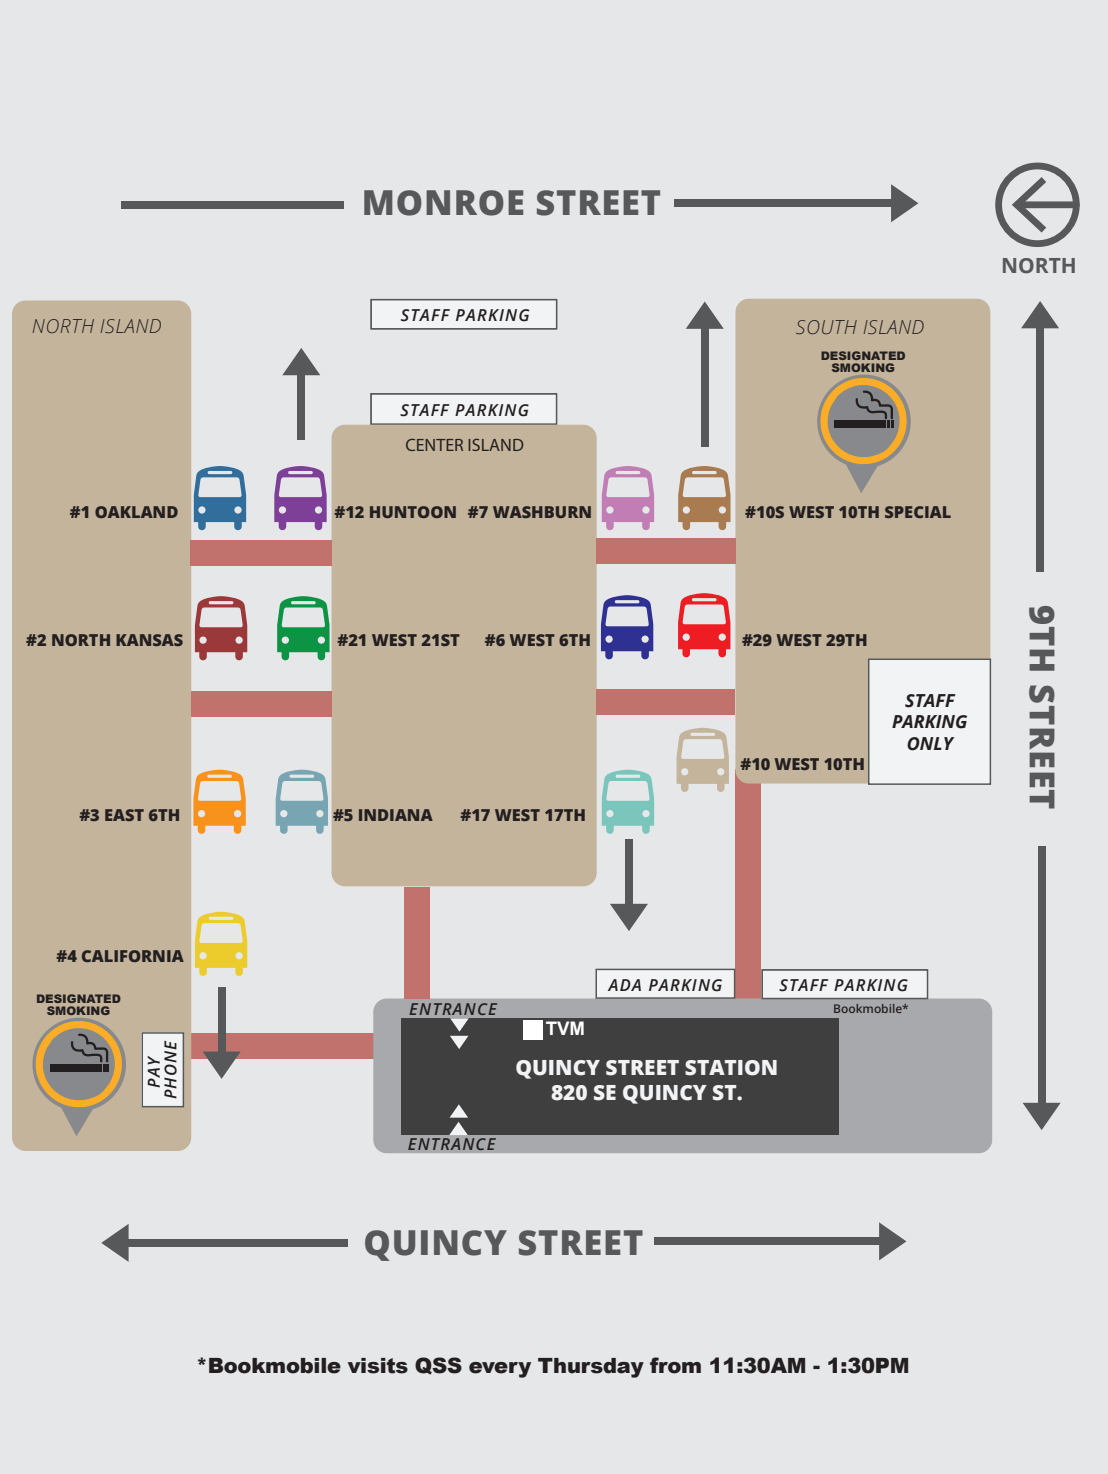 MONROE STREET
NORTH
NORTH ISLAND
STAFF PARKING
SOUTH ISLAND
DESIGNATED
SMOKING
STAFF PARKING
CENTER ISLAND
#1 OAKLAND
#12 HUNTOON
#7 WASHBURN
#10S WEST 10TH SPECIAL
#2 NORTH KANSAS
#21 WEST 21ST
#6 WEST 6TH
#29 WEST 29TH
9TH STREET
STAFF
PARKING
ONLY
#10 WEST 10TH
#3 EAST 6TH
#5 INDIANA
#17 WEST 17TH
#4 CALIFORNIA
DESIGNATED
SMOKING
PAY
PHONE
ADA PARKING
STAFF PARKING
ENTRANCE
Bookmobile*
TVM
QUINCY STREET STATION
820 SE QUINCY ST.
ENTRANCE
QUINCY STREET
*Bookmobile visits QSS every Thursday from 11:30AM - 1:30PM